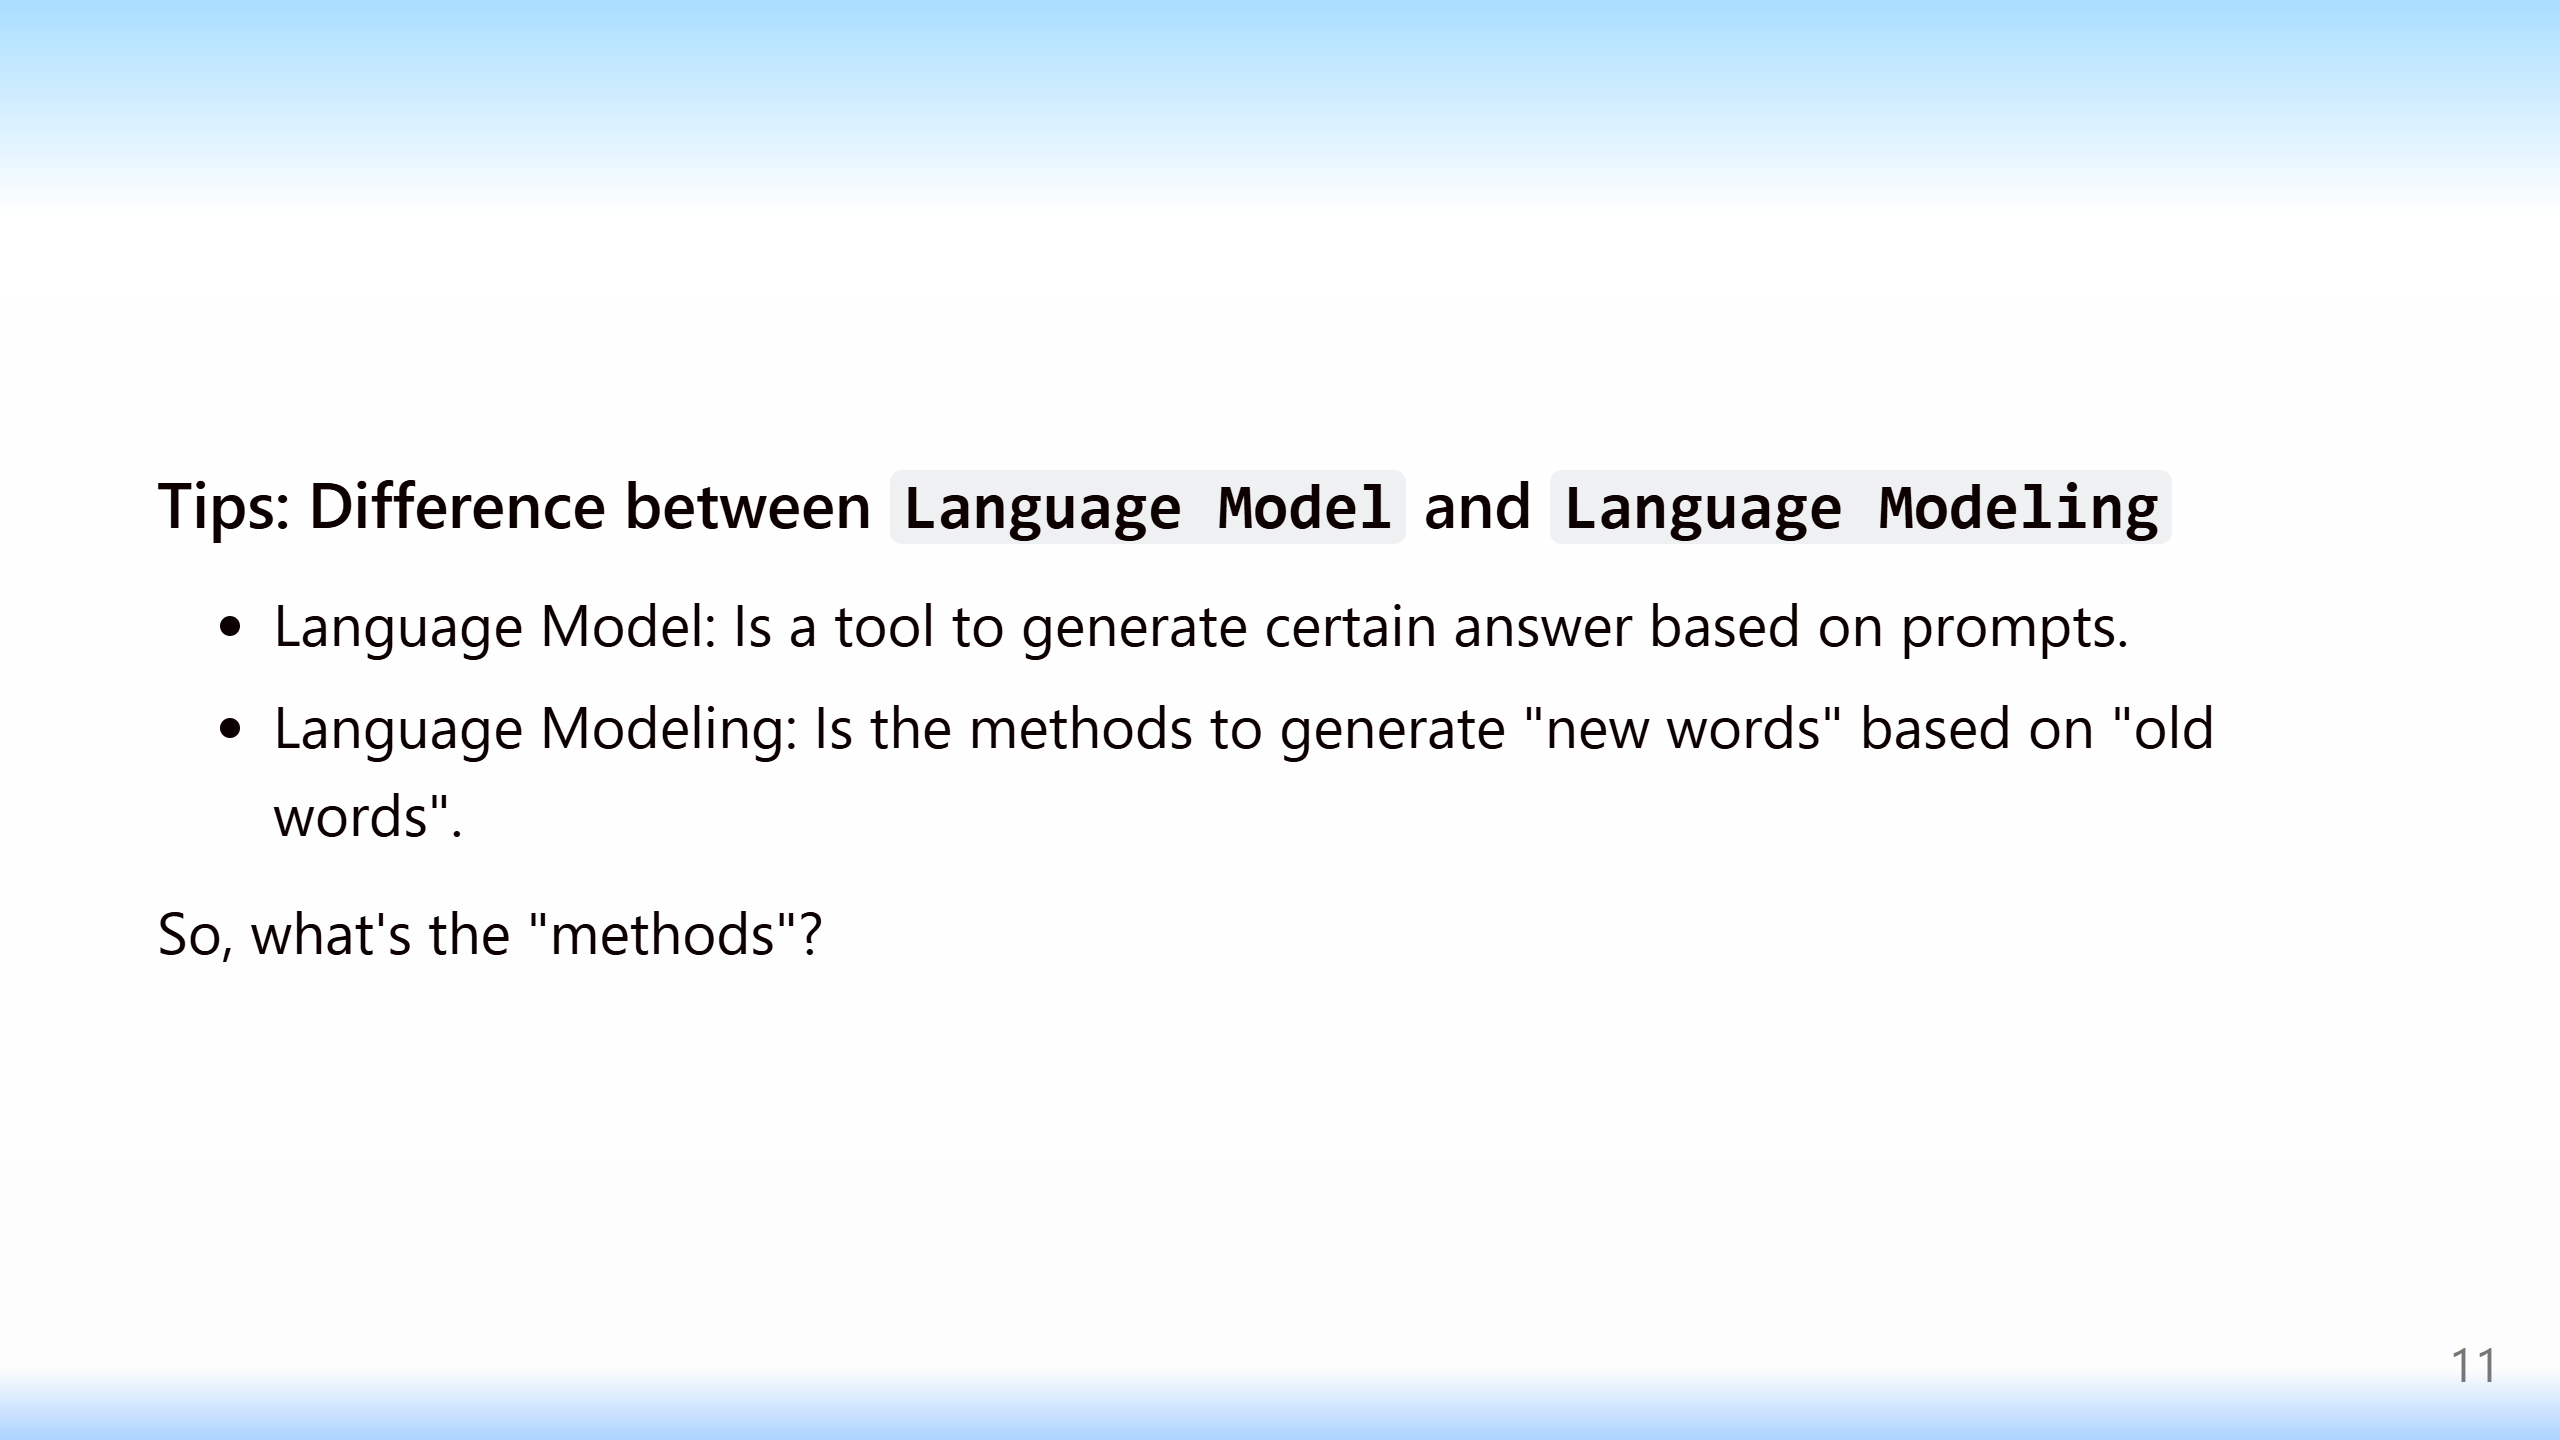 Tips: Difference between Language Model and Language Modeling
• Language Model: Is a tool to generate certain answer based on prompts.
• Language Modeling: Is the methods to generate "new words" based on "old
words".
So, what's the "methods"?
11